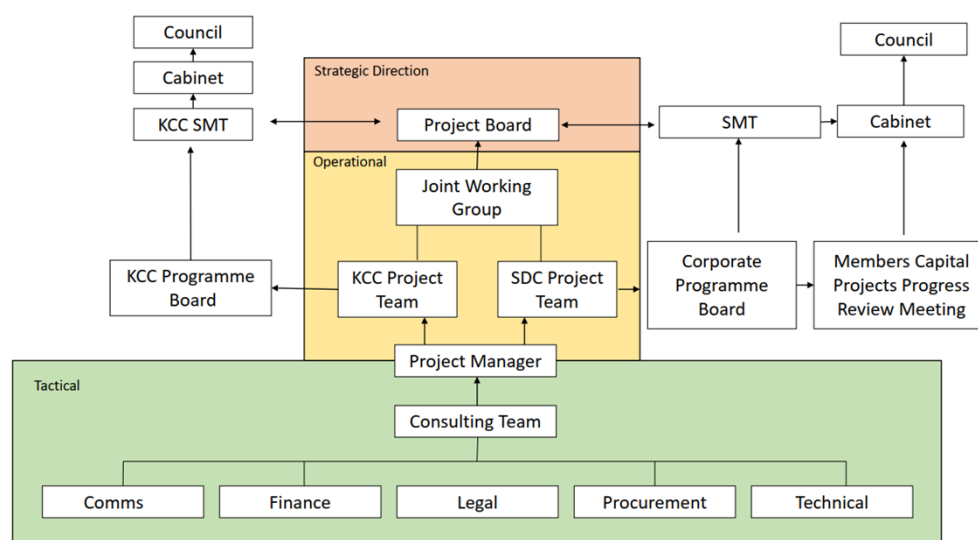 Council
Cabinet
KCC SMT
Strategic Direction
Project Board
SMT
Council
Cabinet
Operational
Joint Working
Group
KCC Programme
Board
KCC Project
Team
SDC Project
Team
Corporate
Programme
Board
Members Capital
Projects Progress
Review Meeting
Project Manager
Tactical
Consulting Team
Comms
Finance
Legal
Procurement
Technical